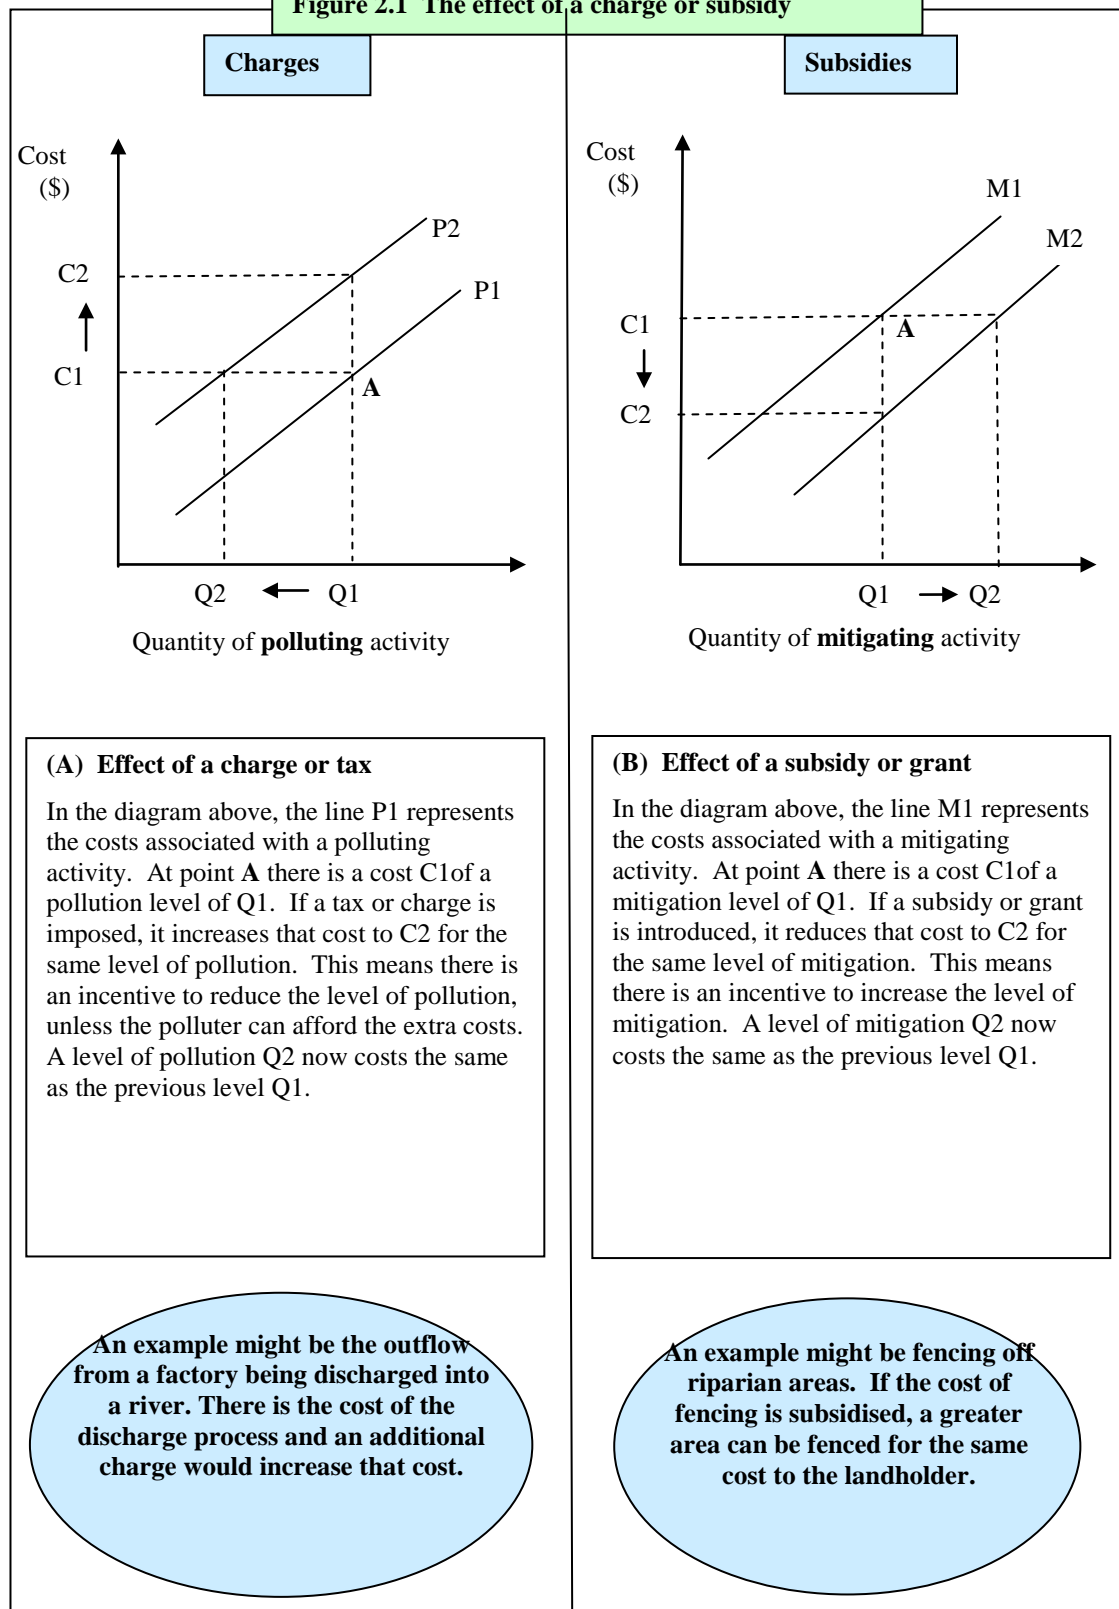 Figure 2.1 The effect of a charge or subsidy
Charges
Cost
($)
P2
C2
P1
C1
A
Q2
Q1
Quantity of polluting activity
(A) Effect of a charge or tax
In the diagram above, the line P1 represents
the costs associated with a polluting
activity. At point A there is a cost C1of a
pollution level of Q1. If a tax or charge is
imposed, it increases that cost to C2 for the
same level of pollution. This means there is
an incentive to reduce the level of pollution,
unless the polluter can afford the extra costs.
A level of pollution Q2 now costs the same
as the previous level Q1.
An example might be the outflow
from a factory being discharged into
a river. There is the cost of the
discharge process and an additional
charge would increase that cost.
Subsidies
Cost
($)
M1
M2
C1
A
C2
Q1
Q2
Quantity of mitigating activity
(B) Effect of a subsidy or grant
In the diagram above, the line M1 represents
the costs associated with a mitigating
activity. At point A there is a cost C1of a
mitigation level of Q1. If a subsidy or grant
is introduced, it reduces that cost to C2 for
the same level of mitigation. This means
there is an incentive to increase the level of
mitigation. A level of mitigation Q2 now
costs the same as the previous level Q1.
An example might be fencing off
riparian areas. If the cost of
fencing is subsidised, a greater
area can be fenced for the same
cost to the landholder.